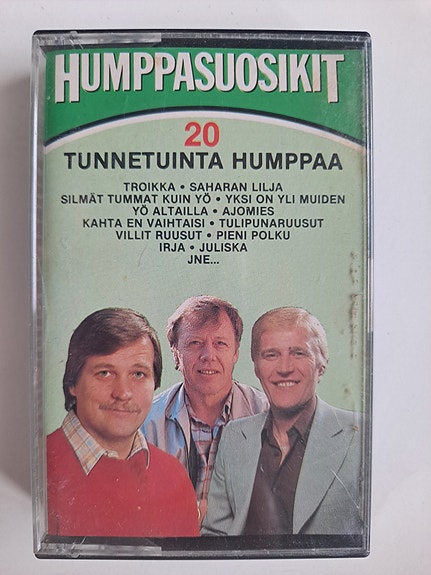 HUMPPASUOSIKIT
20
TUNNETUINTA HUMPPAA
TROIKKA • SAHARAN LILJA
SILMÄT TUMMAT KUIN YÖ • YKSI ON YLI MUIDEN
YÖ ALTAILLA • AJOMIES
KAHTA EN VAIHTAISI • TULIPUNARUUSUT
VILLIT RUUSUT • PIENI POLKU
IRJA • JULISKA
JNE...